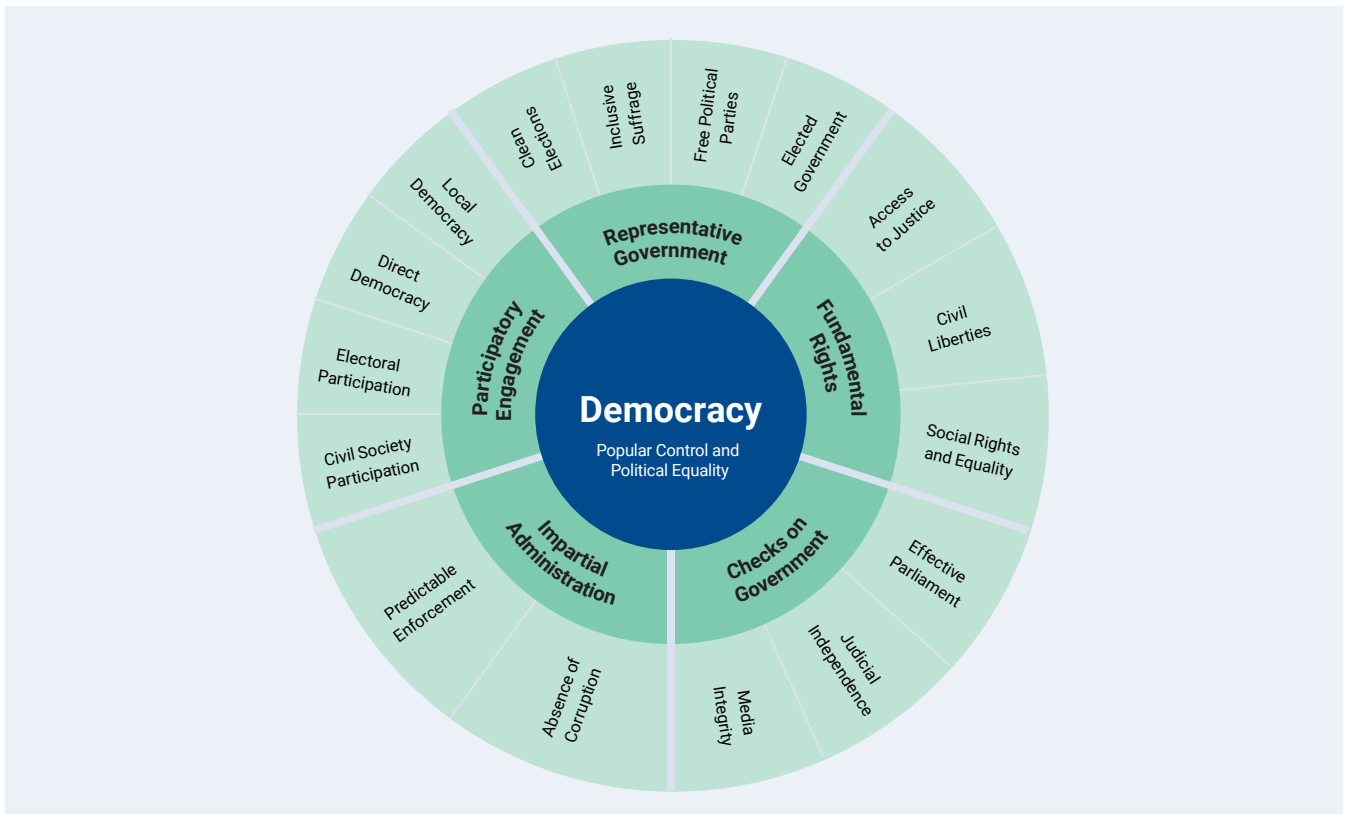 Democracy
Popular Control and
Political Equality
Representative
Government
Clean
Elections
Inclusive
Suffrage
Free Political
Parties
Elected
Government
Fundamental
Rights
Access
to Justice
Civil
Liberties
Social Rights
and Equality
Checks on
Government
Effective
Parliament
Judicial
Independence
Media
Integrity
Impartial
Administration
Absence of
Corruption
Predictable
Enforcement
Participatory
Engagement
Civil Society
Participation
Electoral
Participation
Direct
Democracy
Local
Democracy